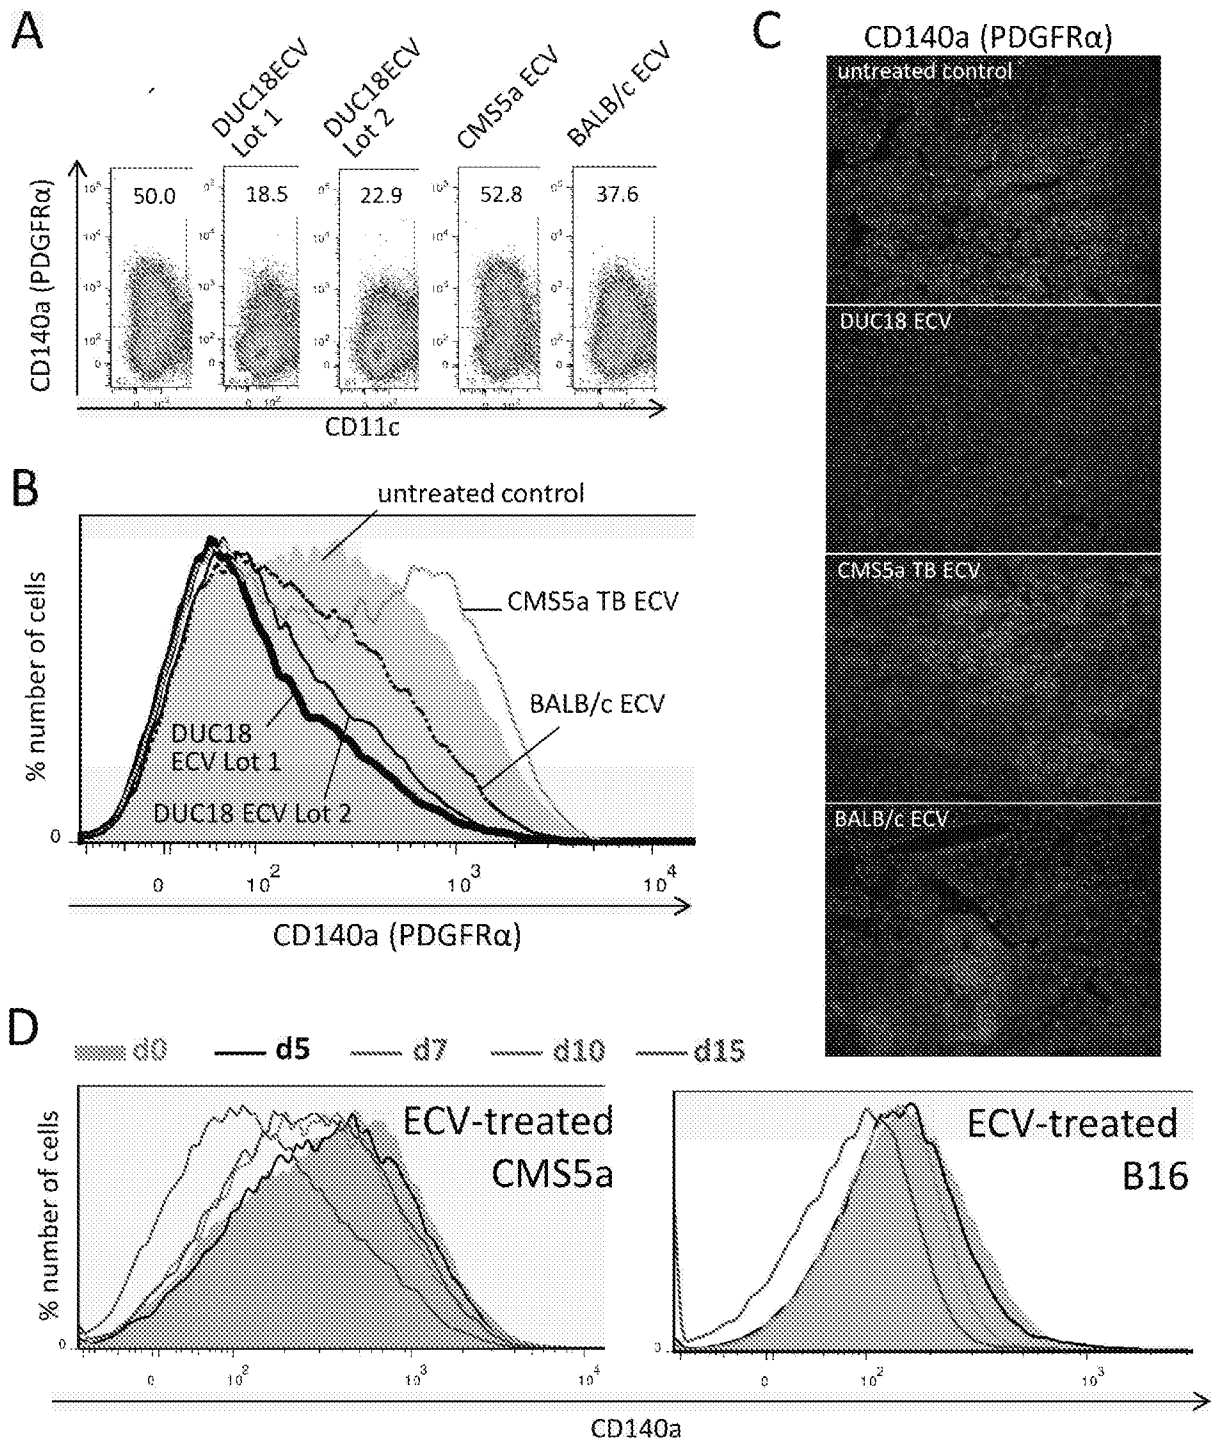 A
DUC18ECV
Lot 1
DUC18ECV
Lot 2
CMS5a ECV
BALB/c ECV
CD140a (PDGFRα)
50.0
18.5
22.9
52.8
37.6
CD11c
B
untreated control
CMS5a TB ECV
BALB/c ECV
DUC18
ECV Lot 1
DUC18 ECV Lot 2
% number of cells
0
0 10² 10³ 10⁴
CD140a (PDGFRα)
C
CD140a (PDGFRα)
untreated control
DUC18 ECV
CMS5a TB ECV
BALB/c ECV
D
d0 d5 d7 d10 d15
% number of cells
ECV-treated
CMS5a
0
0 10² 10³ 10⁴
ECV-treated
B16
0 10² 10³
CD140a